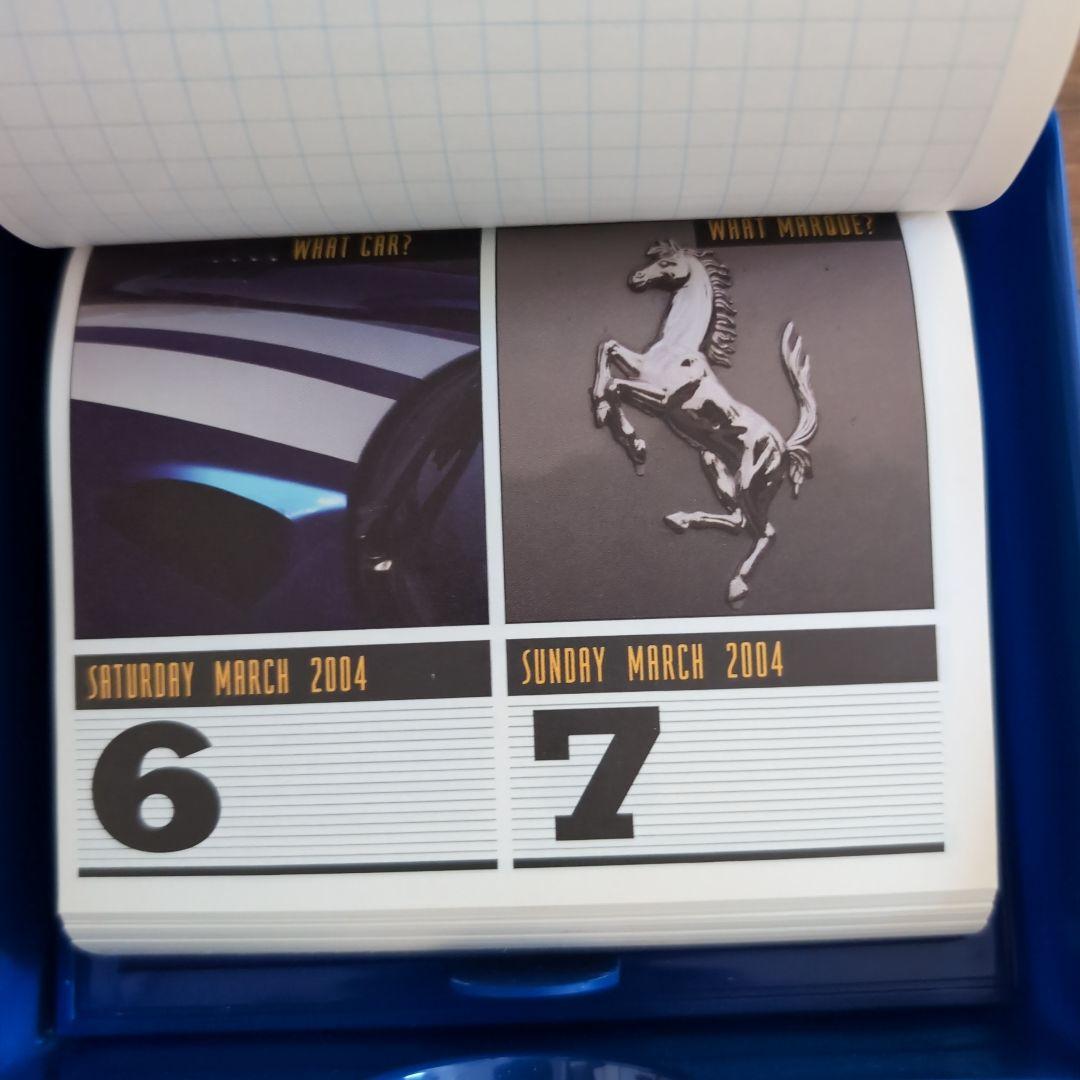 WHAT CAR?
WHAT MARQUE?
SATURDAY MARCH 2004
SUNDAY MARCH 2004
6
7